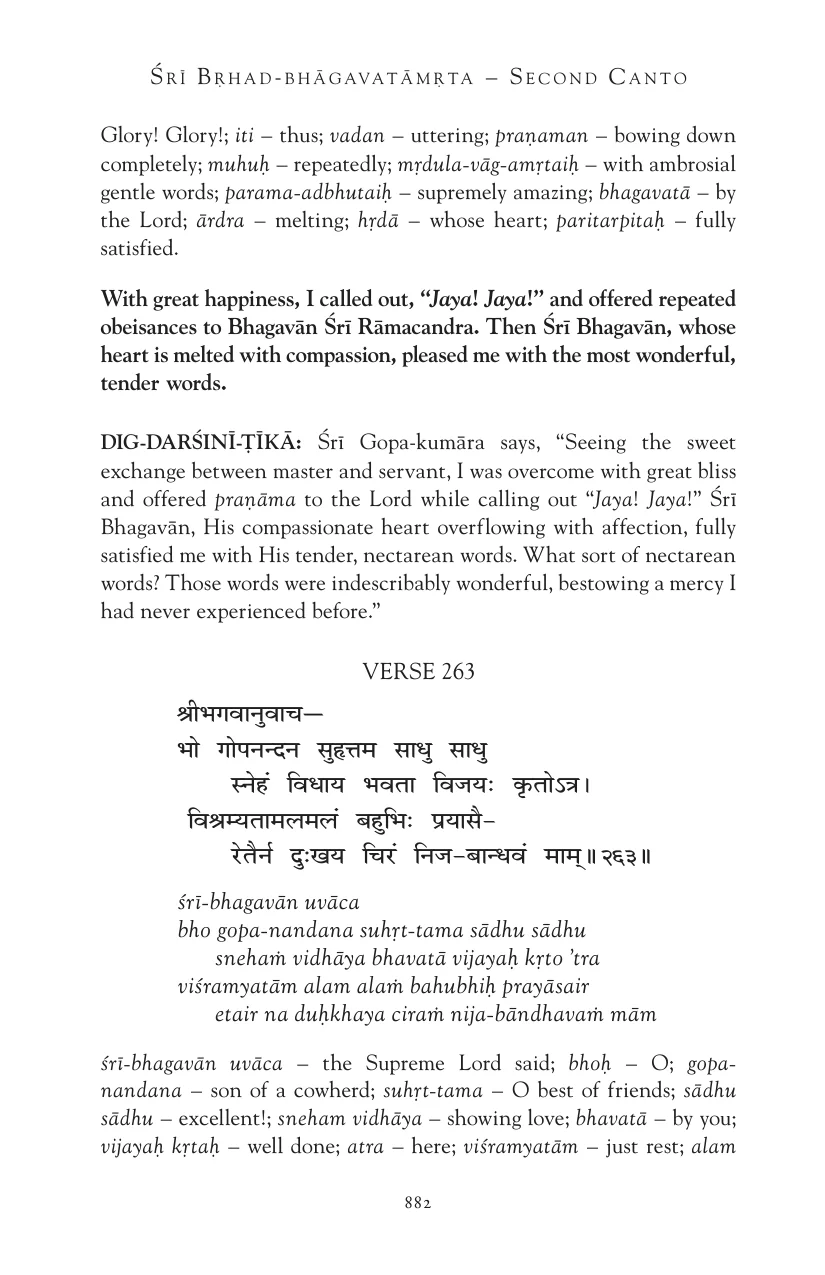 Śrī Bṛhad-bhāgavatāmṛta – Second Canto
Glory! Glory!; iti – thus; vadan – uttering; praṇaman – bowing down
completely; muhuḥ – repeatedly; mṛdula-vāg-amṛtaiḥ – with ambrosial
gentle words; parama-adbhutaiḥ – supremely amazing; bhagavatā – by
the Lord; ārdra – melting; hṛdā – whose heart; paritarpitaḥ – fully
satisfied.
With great happiness, I called out, “Jaya! Jaya!” and offered repeated
obeisances to Bhagavān Śrī Rāmacandra. Then Śrī Bhagavān, whose
heart is melted with compassion, pleased me with the most wonderful,
tender words.
DIG-DARŚINĪ-ṬĪKĀ: Śrī Gopa-kumāra says, “Seeing the sweet
exchange between master and servant, I was overcome with great bliss
and offered praṇāma to the Lord while calling out “Jaya! Jaya!” Śrī
Bhagavān, His compassionate heart overflowing with affection, fully
satisfied me with His tender, nectarean words. What sort of nectarean
words? Those words were indescribably wonderful, bestowing a mercy I
had never experienced before.”
VERSE 263
श्रीभगवानुवाच—
भो गोपनन्दन सुहृत्तम साधु साधु
स्नेहं विधाय भवता विजयः कृतोऽत्र।
विश्रम्यतामलमलं बहुभिः प्रयासै–
रेतैर्न दुःखय चिरं निज–बान्धवं माम्॥२६३॥
śrī-bhagavān uvāca
bho gopa-nandana suhṛt-tama sādhu sādhu
snehaṁ vidhāya bhavatā vijayaḥ kṛto ’tra
viśramyatām alam alaṁ bahubhiḥ prayāsair
etair na duḥkhaya ciraṁ nija-bāndhavaṁ mām
śrī-bhagavān uvāca – the Supreme Lord said; bhoḥ – O; gopa-
nandana – son of a cowherd; suhṛt-tama – O best of friends; sādhu
sādhu – excellent!; sneham vidhāya – showing love; bhavatā – by you;
vijayaḥ kṛtaḥ – well done; atra – here; viśramyatām – just rest; alam
882